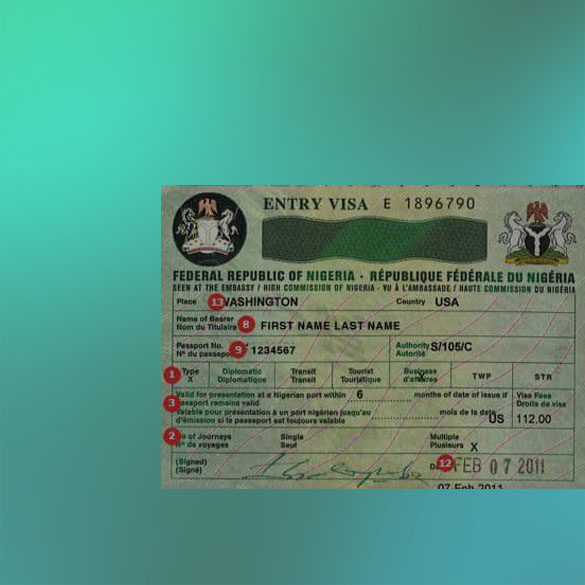 ENTRY VISA E 1896790
FEDERAL REPUBLIC OF NIGERIA · RÉPUBLIQUE FÉDÉRALE DU NIGÉRIA
SEEN AT THE EMBASSY / HIGH COMMISSION OF NIGERIA · VU À L'AMBASSADE / HAUTE COMMISSION DU NIGÉRIA
Place 13 WASHINGTON Country USA
Name of Bearer
Nom du Titulaire 8 FIRST NAME LAST NAME
Passport No. 9 1234567 Authority S/105/C
N° du passeport Autorité
1 Type Diplomatic Transit Tourist Business TWP STR
X Diplomatique Transit Touristique d'affaires X
Valid for presentation at a Nigerian port within 6 months of date of issue if Visa Fees
3 Passport remains valid Droits de visa
Valable pour présentation à un port nigérien jusqu'au mois de la date US 112.00
d'émission si le passeport est toujours valable
2 No of Journeys Single Multiple
N° de voyages Seul Plusieurs X
(Signed)
(Signé) 12 FEB 07 2011
07 Feb 2011